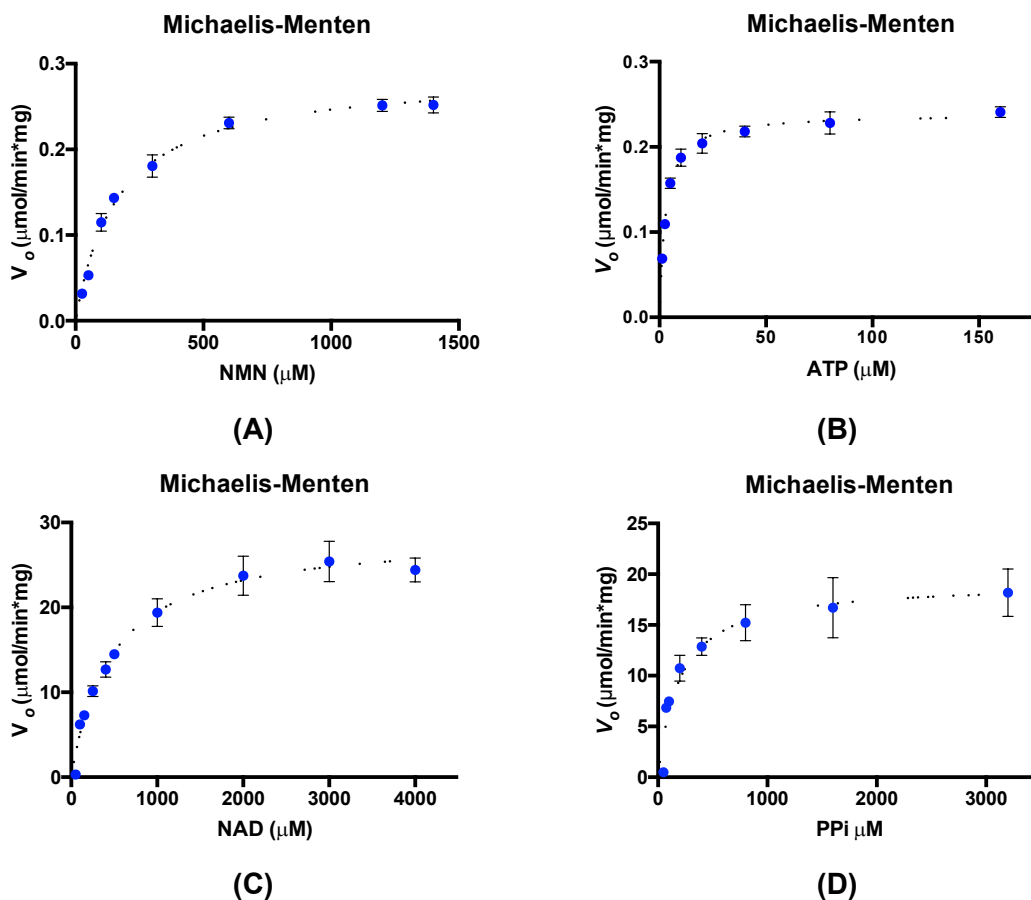 Michaelis-Menten
0.3
0.2
0.1
0.0
V o (μmol/min*mg)
0
500
1000
1500
NMN (μM)
(A)
Michaelis-Menten
0.3
0.2
0.1
0.0
Vo (μmol/min*mg)
0
50
100
150
ATP (μM)
(B)
Michaelis-Menten
30
20
10
0
V o (μmol/min*mg)
0
1000
2000
3000
4000
NAD (μM)
(C)
Michaelis-Menten
25
20
15
10
5
0
Vo (μmol/min*mg)
0
1000
2000
3000
PPi μM
(D)